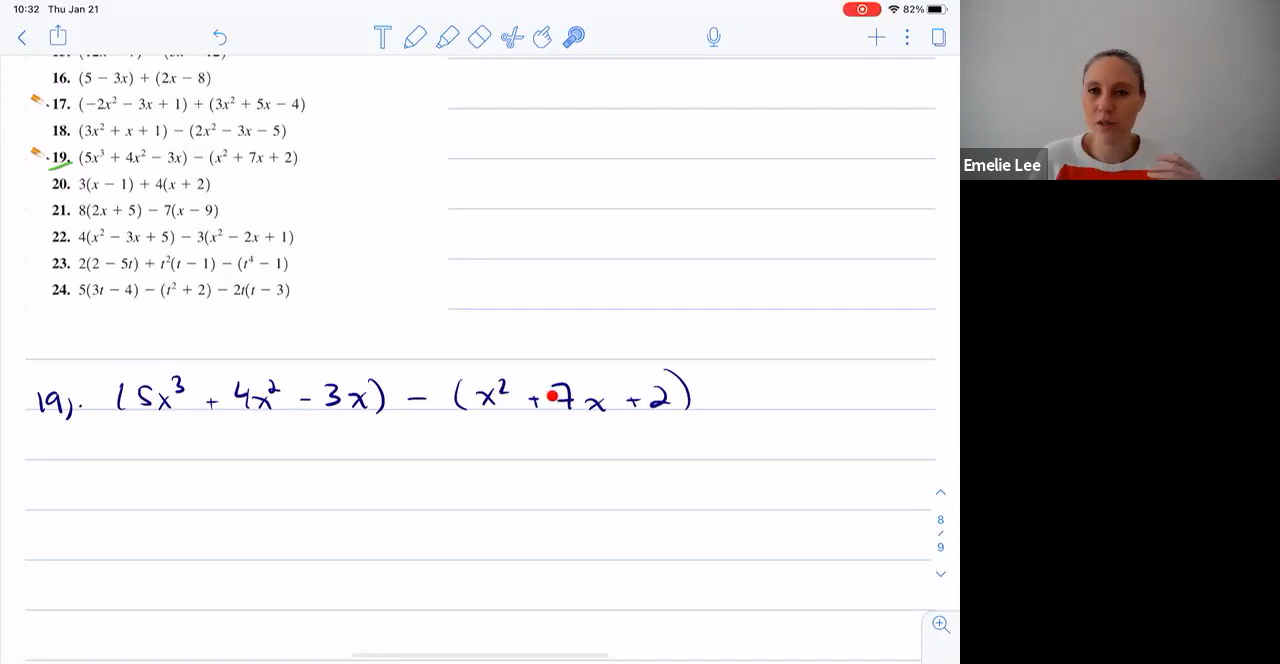 10:32 Thu Jan 21
82%
16. (5 − 3x) + (2x − 8)
17. (−2x² − 3x + 1) + (3x² + 5x − 4)
18. (3x² + x + 1) − (2x² − 3x − 5)
19. (5x³ + 4x² − 3x) − (x² + 7x + 2)
20. 3(x − 1) + 4(x + 2)
21. 8(2x + 5) − 7(x − 9)
22. 4(x² − 3x + 5) − 3(x² − 2x + 1)
23. 2(2 − 5t) + t²(t − 1) − (t⁴ − 1)
24. 5(3t − 4) − (t² + 2) − 2t(t − 3)
19). (5x³ + 4x² - 3x) - (x² + 7x + 2)
8
/
9
Emelie Lee